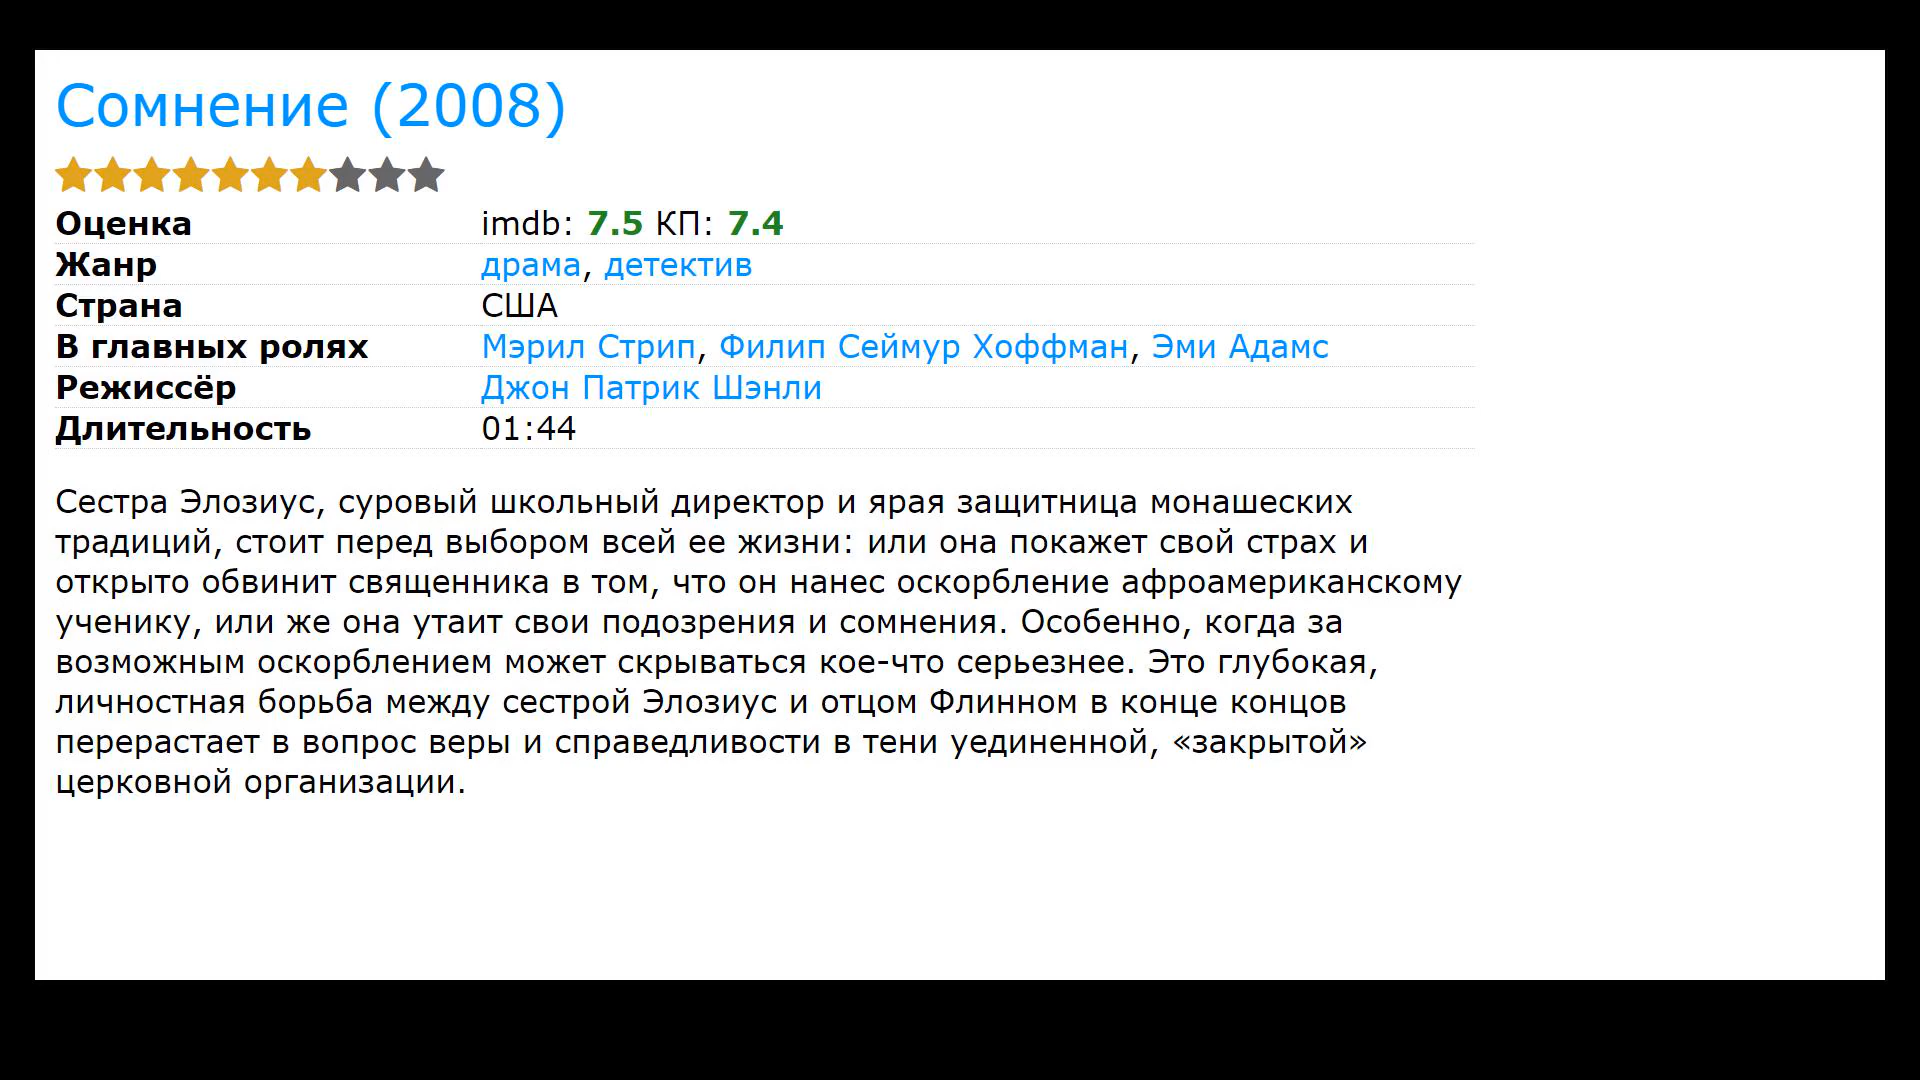 Сомнение (2008)
Оценка imdb: 7.5 КП: 7.4
Жанр драма, детектив
Страна США
В главных ролях Мэрил Стрип, Филип Сеймур Хоффман, Эми Адамс
Режиссёр Джон Патрик Шэнли
Длительность 01:44
Сестра Элозиус, суровый школьный директор и ярая защитница монашеских
традиций, стоит перед выбором всей ее жизни: или она покажет свой страх и
открыто обвинит священника в том, что он нанес оскорбление афроамериканскому
ученику, или же она утаит свои подозрения и сомнения. Особенно, когда за
возможным оскорблением может скрываться кое-что серьезнее. Это глубокая,
личностная борьба между сестрой Элозиус и отцом Флинном в конце концов
перерастает в вопрос веры и справедливости в тени уединенной, «закрытой»
церковной организации.